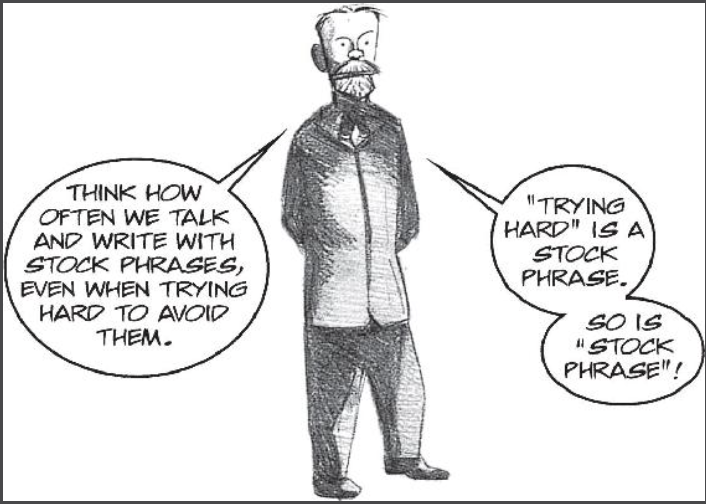 THINK HOW
OFTEN WE TALK
AND WRITE WITH
STOCK PHRASES,
EVEN WHEN TRYING
HARD TO AVOID
THEM.
"TRYING
HARD" IS A
STOCK
PHRASE.
SO IS
"STOCK
PHRASE"!